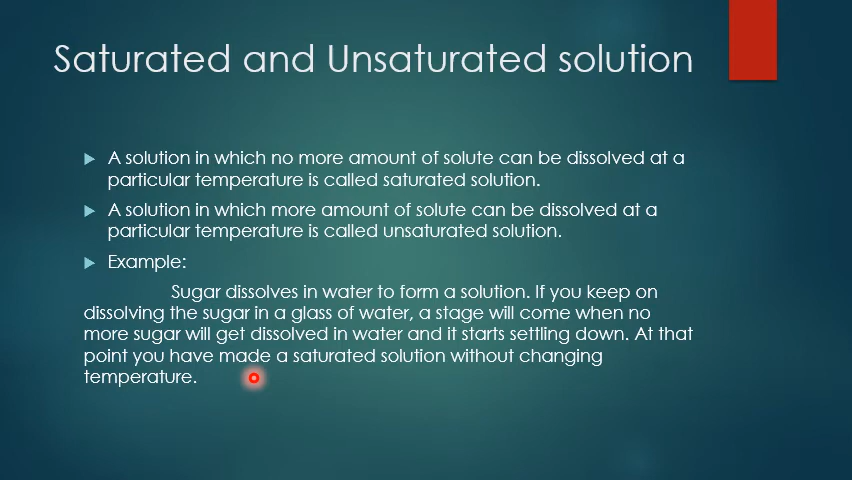 Saturated and Unsaturated solution
A solution in which no more amount of solute can be dissolved at a
particular temperature is called saturated solution.
A solution in which more amount of solute can be dissolved at a
particular temperature is called unsaturated solution.
Example:
Sugar dissolves in water to form a solution. If you keep on
dissolving the sugar in a glass of water, a stage will come when no
more sugar will get dissolved in water and it starts settling down. At that
point you have made a saturated solution without changing
temperature.